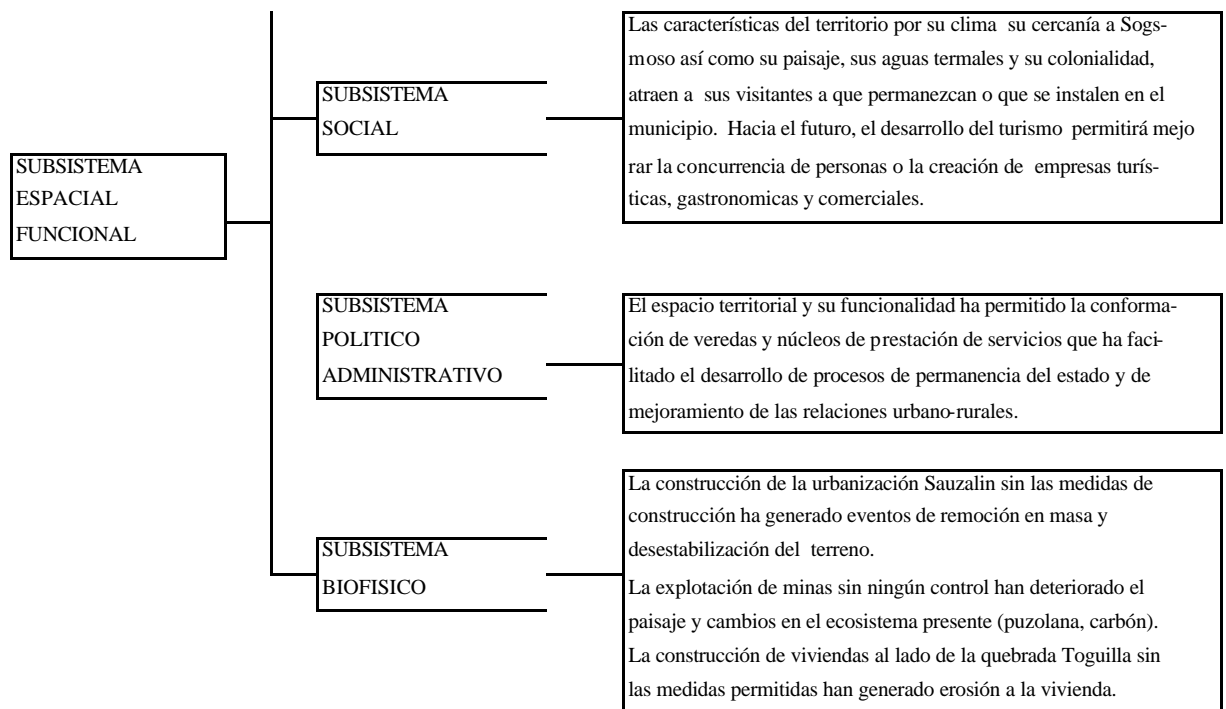 SUBSISTEMA
ESPACIAL
FUNCIONAL
SUBSISTEMA
SOCIAL
Las características del territorio por su clima su cercanía a Sogs-
moso así como su paisaje, sus aguas termales y su colonialidad,
atraen a sus visitantes a que permanezcan o que se instalen en el
municipio. Hacia el futuro, el desarrollo del turismo permitirá mejo
rar la concurrencia de personas o la creación de empresas turís-
ticas, gastronomicas y comerciales.
SUBSISTEMA
POLITICO
ADMINISTRATIVO
El espacio territorial y su funcionalidad ha permitido la conforma-
ción de veredas y núcleos de prestación de servicios que ha faci-
litado el desarrollo de procesos de permanencia del estado y de
mejoramiento de las relaciones urbano-rurales.
SUBSISTEMA
BIOFISICO
La construcción de la urbanización Sauzalin sin las medidas de
construcción ha generado eventos de remoción en masa y
desestabilización del terreno.
La explotación de minas sin ningún control han deteriorado el
paisaje y cambios en el ecosistema presente (puzolana, carbón).
La construcción de viviendas al lado de la quebrada Toguilla sin
las medidas permitidas han generado erosión a la vivienda.